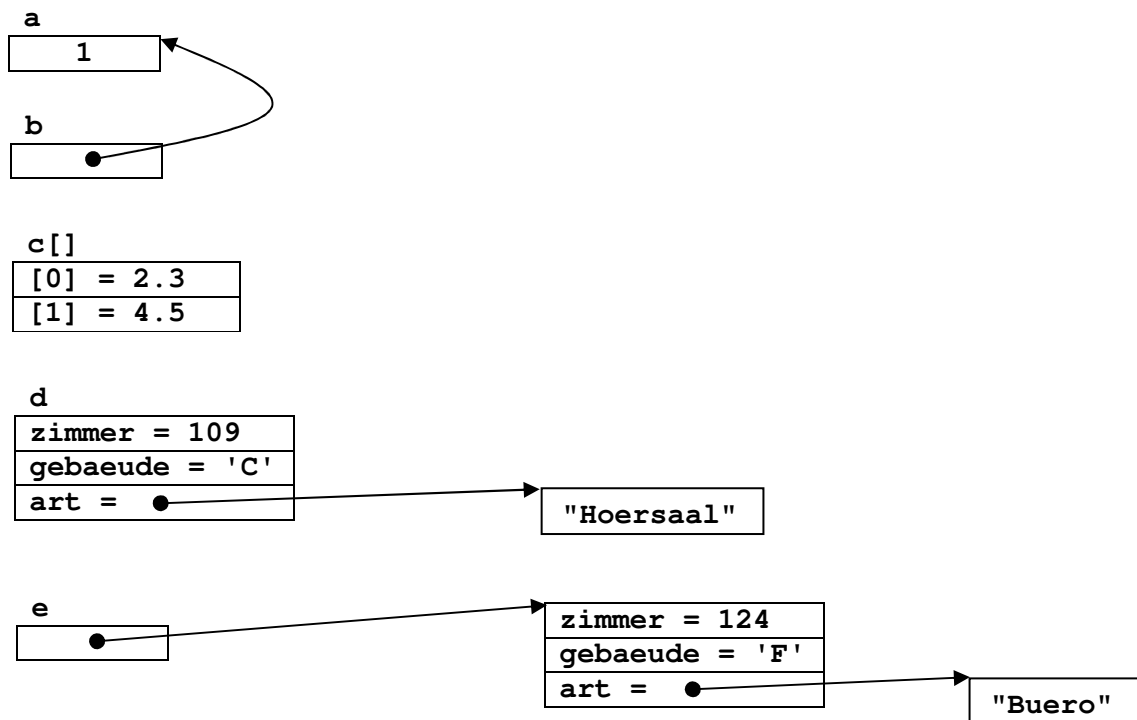 a
1
b
c[]
[0] = 2.3
[1] = 4.5
d
zimmer = 109
gebaeude = 'C'
art =
"Hoersaal"
e
zimmer = 124
gebaeude = 'F'
art =
"Buero"